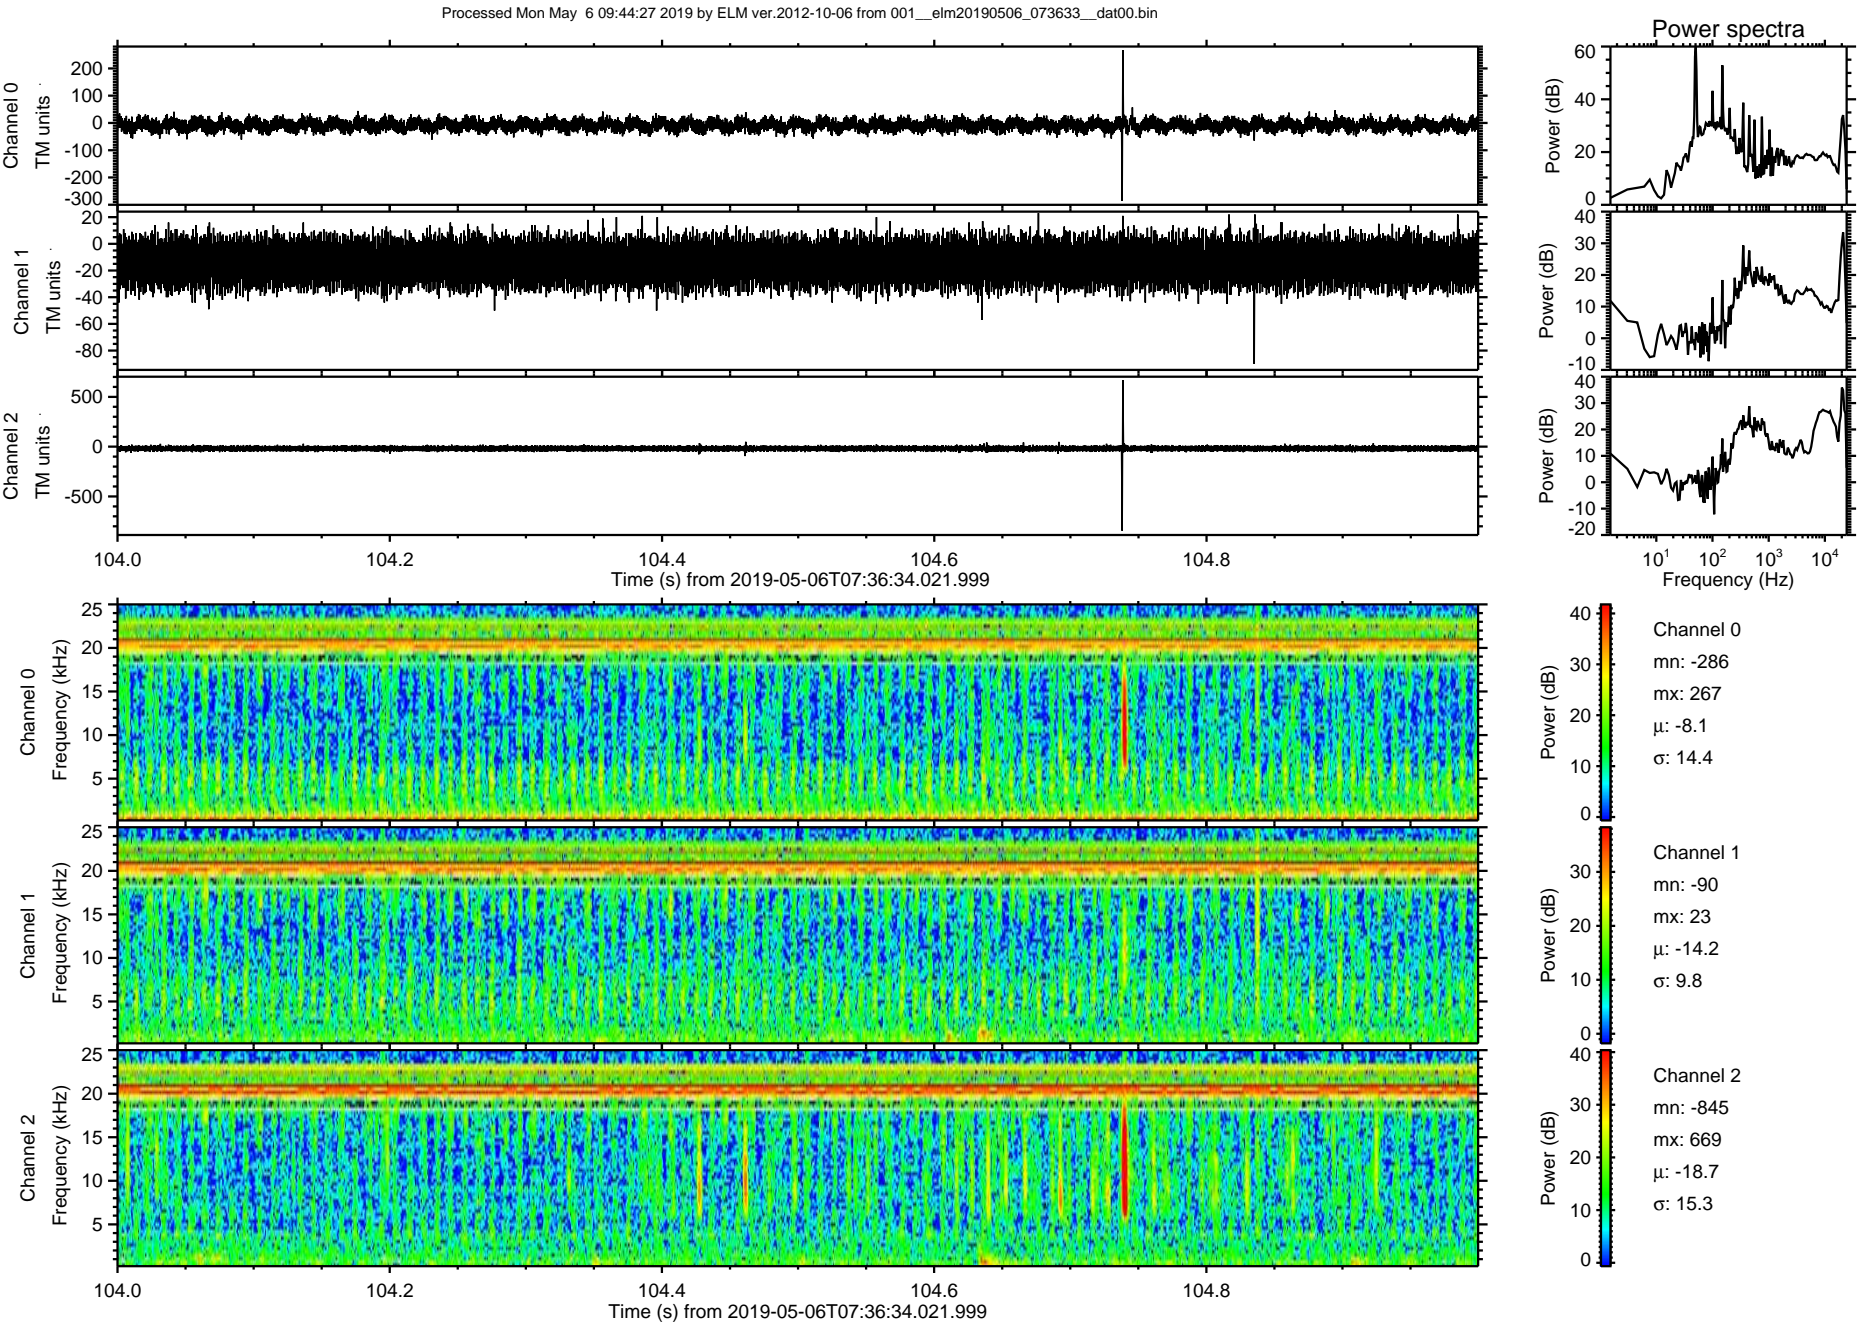 Processed Mon May  6 09:44:27 2019 by ELM ver.2012-10-06 from 001__elm20190506_073633__dat00.bin
Power spectra
Channel 0
TM units
200
100
0
-100
-200
-300
Power (dB)
60
40
20
0
Channel 1
TM units
20
0
-20
-40
-60
-80
Power (dB)
40
30
20
10
0
-10
Channel 2
TM units
500
0
-500
Power (dB)
40
30
20
10
0
-10
-20
104.0 104.2 104.4 104.6 104.8
Time (s) from 2019-05-06T07:36:34.021.999
10^1 10^2 10^3 10^4
Frequency (Hz)
Channel 0
Frequency (kHz)
25
20
15
10
5
Power (dB)
40
30
20
10
0
Channel 0
mn: -286
mx: 267
μ: -8.1
σ: 14.4
Channel 1
Frequency (kHz)
25
20
15
10
5
Power (dB)
30
20
10
0
Channel 1
mn: -90
mx: 23
μ: -14.2
σ: 9.8
Channel 2
Frequency (kHz)
25
20
15
10
5
Power (dB)
40
30
20
10
0
Channel 2
mn: -845
mx: 669
μ: -18.7
σ: 15.3
104.0 104.2 104.4 104.6 104.8
Time (s) from 2019-05-06T07:36:34.021.999